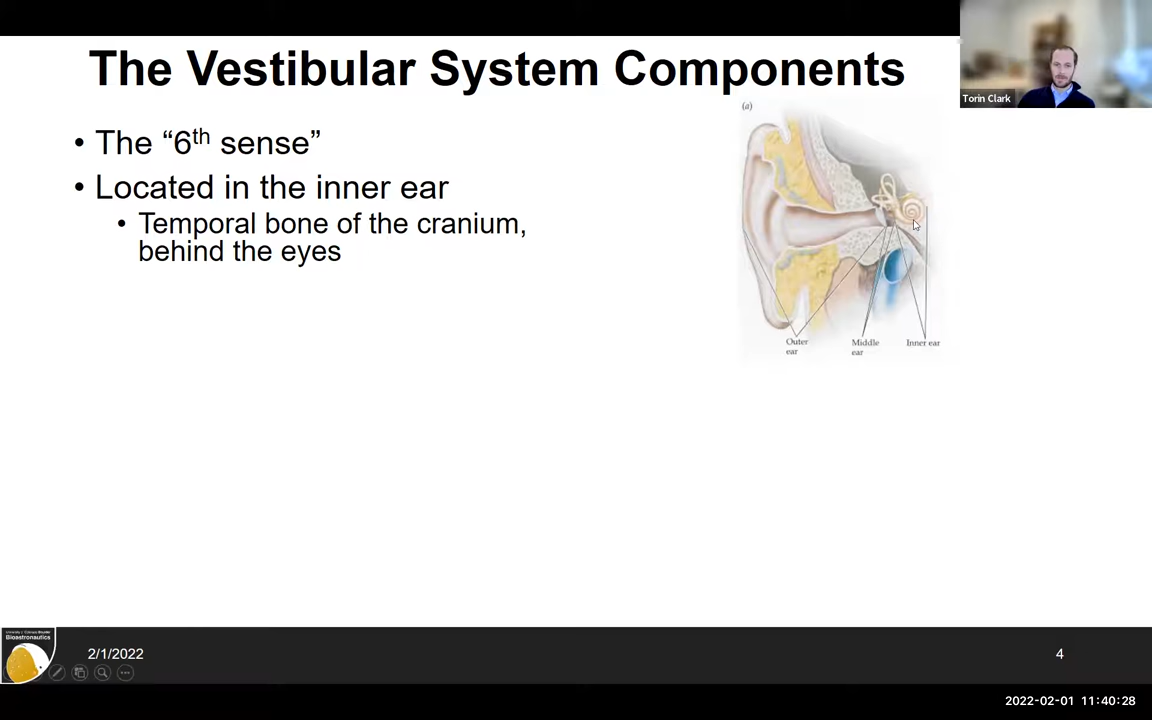 The Vestibular System Components
Torin Clark
(a)
• The “6th sense”
• Located in the inner ear
• Temporal bone of the cranium,
behind the eyes
Outer
ear
Middle
ear
Inner ear
Bioastronautics
2/1/2022
4
2022-02-01 11:40:28